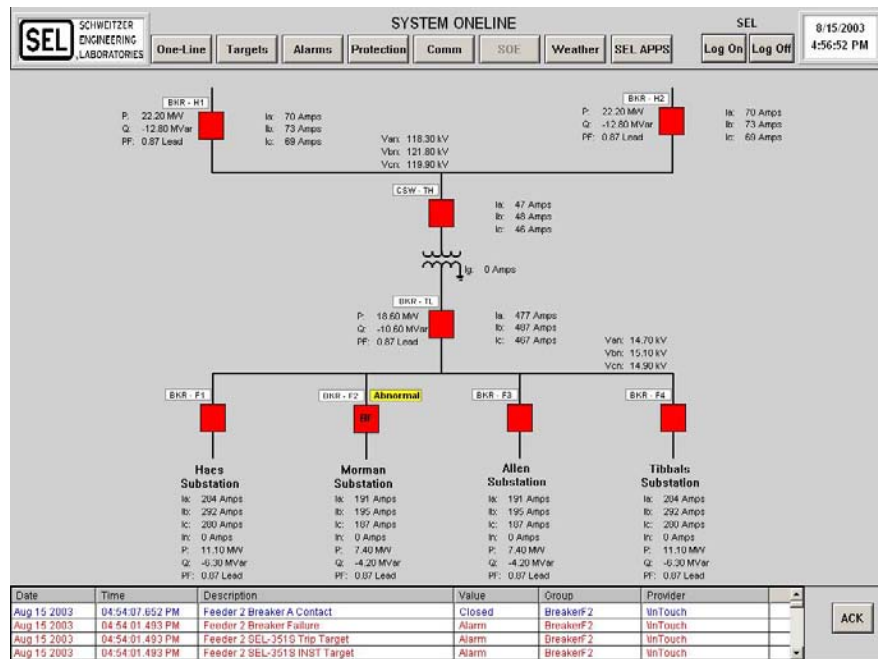 SEL
SCHWEITZER
ENGINEERING
LABORATORIES
SYSTEM ONELINE
One-Line Targets Alarms Protection Comm SOE Weather SEL APPS
SEL
Log On Log Off
8/15/2003
4:56:52 PM
BKR - H1
P: 22.20 MW
Q: -12.80 MVar
PF: 0.87 Lead
Ia: 70 Amps
Ib: 73 Amps
Ic: 69 Amps
Van: 118.30 kV
Vbn: 121.80 kV
Vcn: 119.90 kV
BKR - H2
P: 22.20 MW
Q: -12.80 MVar
PF: 0.87 Lead
Ia: 70 Amps
Ib: 73 Amps
Ic: 69 Amps
CSW - TH
Ia: 47 Amps
Ib: 48 Amps
Ic: 46 Amps
Ig: 0 Amps
BKR - TL
P: 18.60 MW
Q: -10.60 MVar
PF: 0.87 Lead
Ia: 477 Amps
Ib: 487 Amps
Ic: 467 Amps
Van: 14.70 kV
Vbn: 15.10 kV
Vcn: 14.90 kV
BKR - F1
Haes
Substation
Ia: Amps
Ib: 292 Amps
Ic: Amps
In: 0 Amps
P: 11.10 MW
Q: -6.30 MVar
PF: 0.87 Lead
BKR - F2 Abnormal
BF
Morman
Substation
Ia: 191 Amps
Ib: 195 Amps
Ic: 187 Amps
In: 0 Amps
P: 7.40 MW
Q: -4.20 MVar
PF: 0.87 Lead
BKR - F3
Allen
Substation
Ia: 191 Amps
Ib: 195 Amps
Ic: 187 Amps
In: 0 Amps
P: 7.40 MW
Q: -4.20 MVar
PF: 0.87 Lead
BKR - F4
Tibbals
Substation
Ia: Amps
Ib: 292 Amps
Ic: Amps
In: 0 Amps
P: 11.10 MW
Q: -6.30 MVar
PF: 0.87 Lead
Date Time Description Value Group Provider
Aug 15 2003 04:54:07.652 PM Feeder 2 Breaker A Contact Closed BreakerF2 \InTouch
Aug 15 2003 04:54:01.493 PM Feeder 2 Breaker Failure Alarm BreakerF2 \InTouch
Aug 15 2003 04:54:01.493 PM Feeder 2 SEL-351S Trip Target Alarm BreakerF2 \InTouch
Aug 15 2003 04:54:01.493 PM Feeder 2 SEL-351S INST Target Alarm BreakerF2 \InTouch
ACK